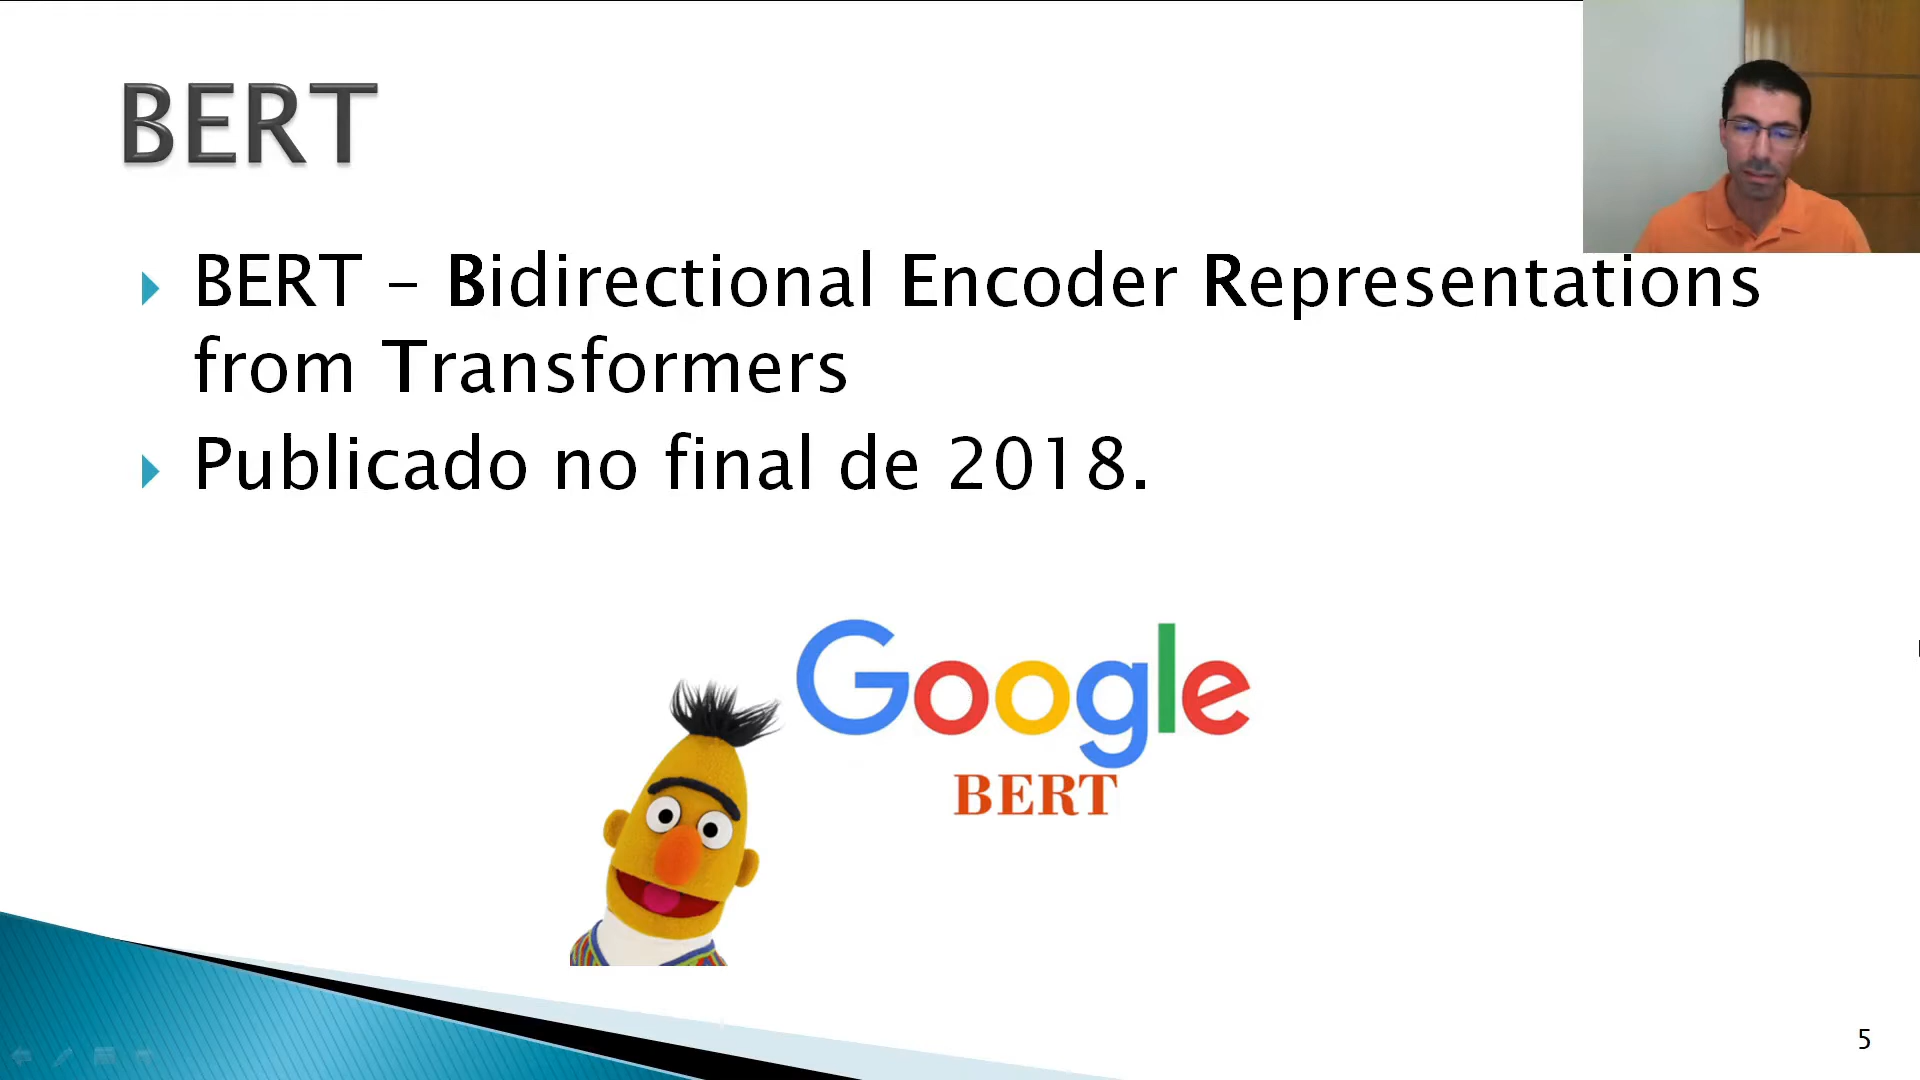 BERT
BERT – Bidirectional Encoder Representations
from Transformers
Publicado no final de 2018.
Google
BERT
5